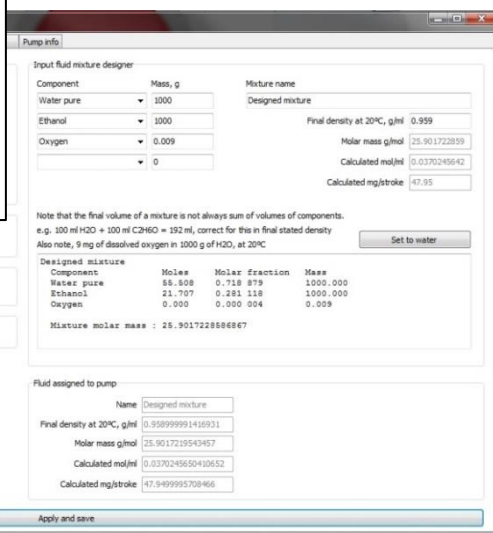 Pump info
Input fluid mixture designer
Component Mass, g Mixture name
Water pure 1000 Designed mixture
Ethanol 1000 Final density at 20ºC, g/ml 0.959
Oxygen 0.009 Molar mass g/mol 25.901722859
0 Calculated mol/ml 0.0370245642
Calculated mg/stroke 47.95
Note that the final volume of a mixture is not always sum of volumes of components.
e.g. 100 ml H2O + 100 ml C2H6O = 192 ml, correct for this in final stated density
Also note, 9 mg of dissolved oxygen in 1000 g of H2O, at 20ºC
Set to water
Designed mixture
Component Moles Molar fraction Mass
Water pure 55.508 0.718 879 1000.000
Ethanol 21.707 0.281 118 1000.000
Oxygen 0.000 0.000 004 0.009
Mixture molar mass : 25.9017228586867
Fluid assigned to pump
Name Designed mixture
Final density at 20ºC, g/ml 0.958999991416931
Molar mass g/mol 25.9017219543457
Calculated mol/ml 0.0370245650410652
Calculated mg/stroke 47.9499995708466
Apply and save